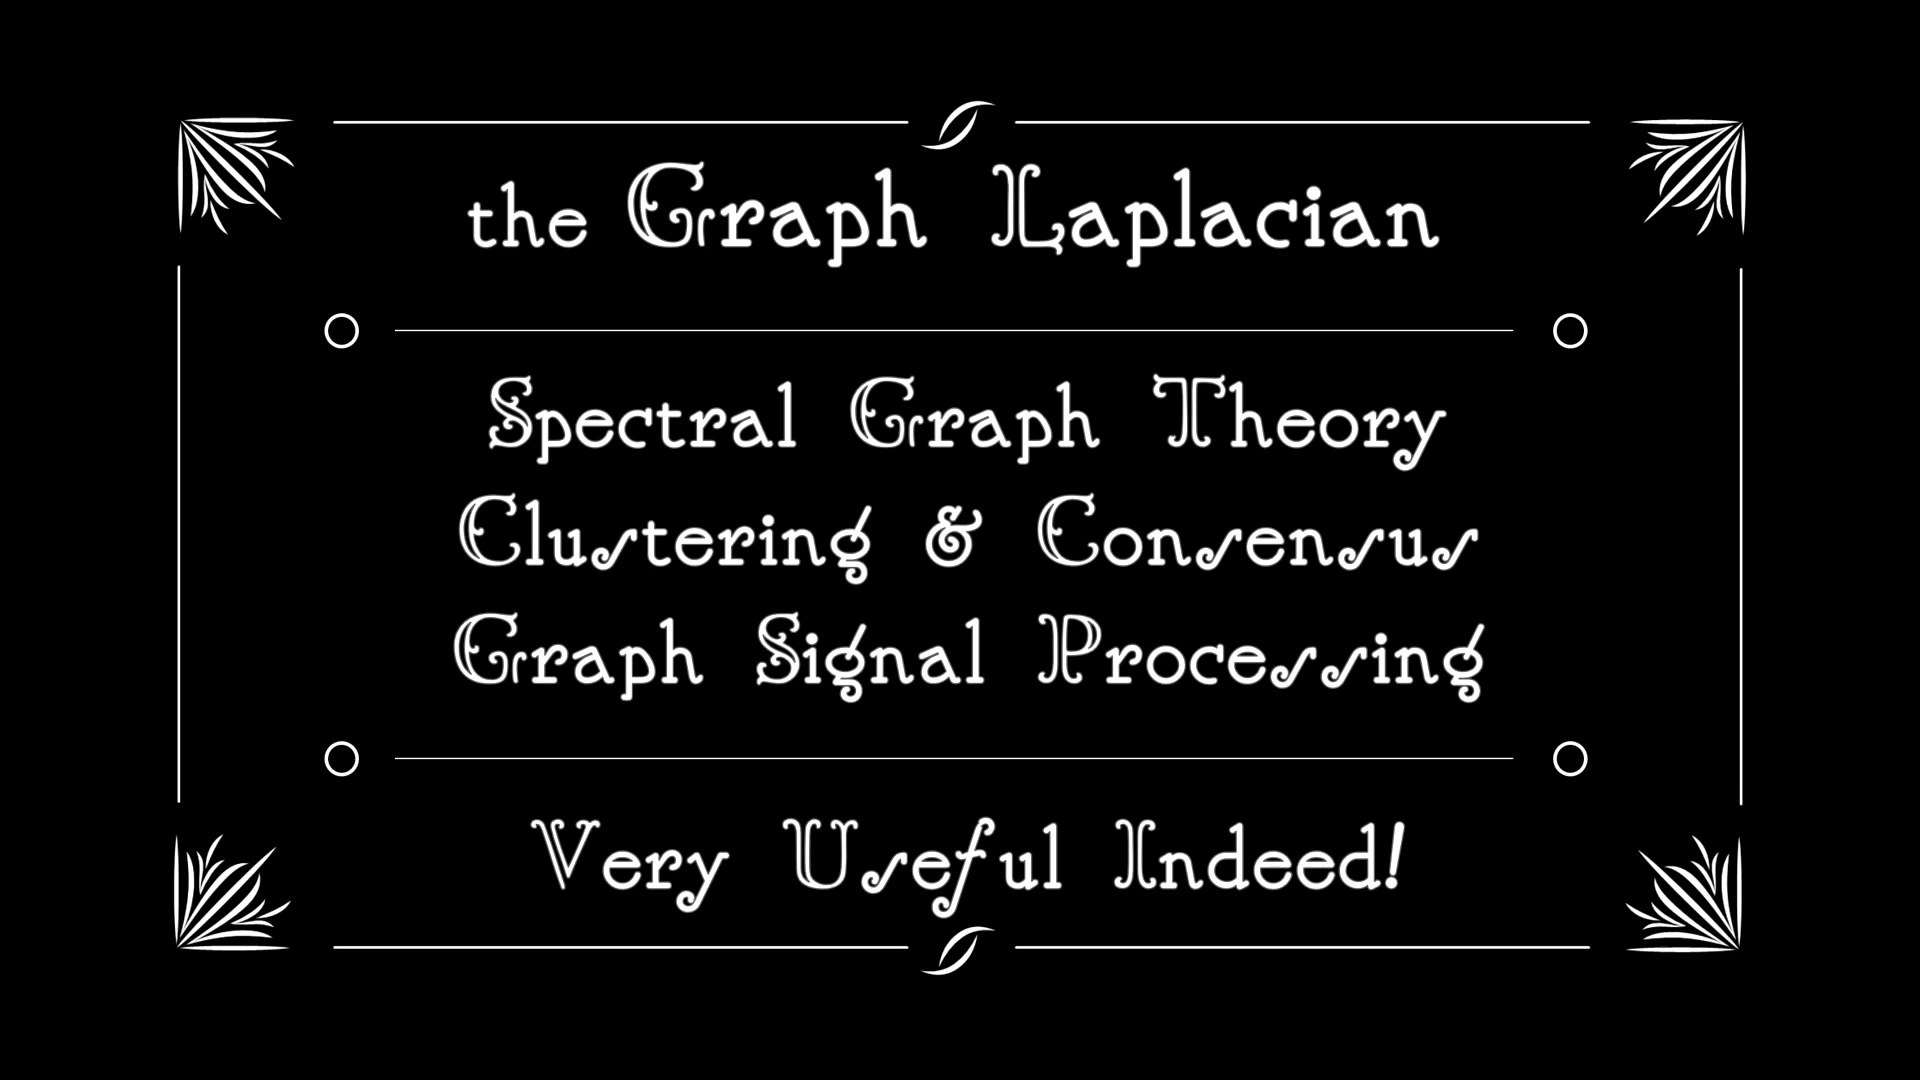 the Graph Laplacian
Spectral Graph Theory
Clustering & Consensus
Graph Signal Processing
Very Useful Indeed!